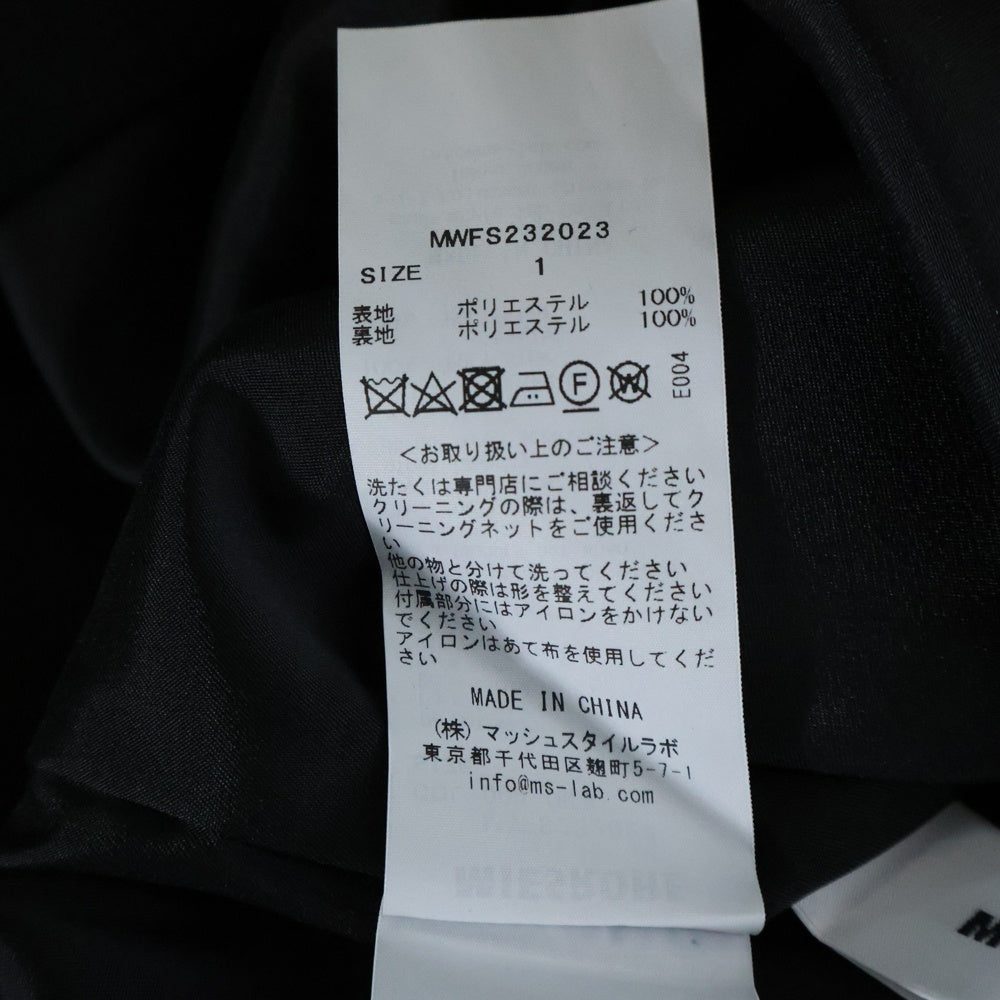 MWFS232023
SIZE 1
表地 ポリエステル 100%
裏地 ポリエステル 100%
F W E004
<お取り扱い上のご注意>
洗たくは専門店にご相談ください
クリーニングの際は、裏返してク
リーニングネットをご使用くださ
い
他の物と分けて洗ってください
仕上げの際は形を整えてください
付属部分にはアイロンをかけない
でください
アイロンはあて布を使用してくだ
さい
MADE IN CHINA
(株)マッシュスタイルラボ
東京都千代田区麹町5-7-1
info@ms-lab.com